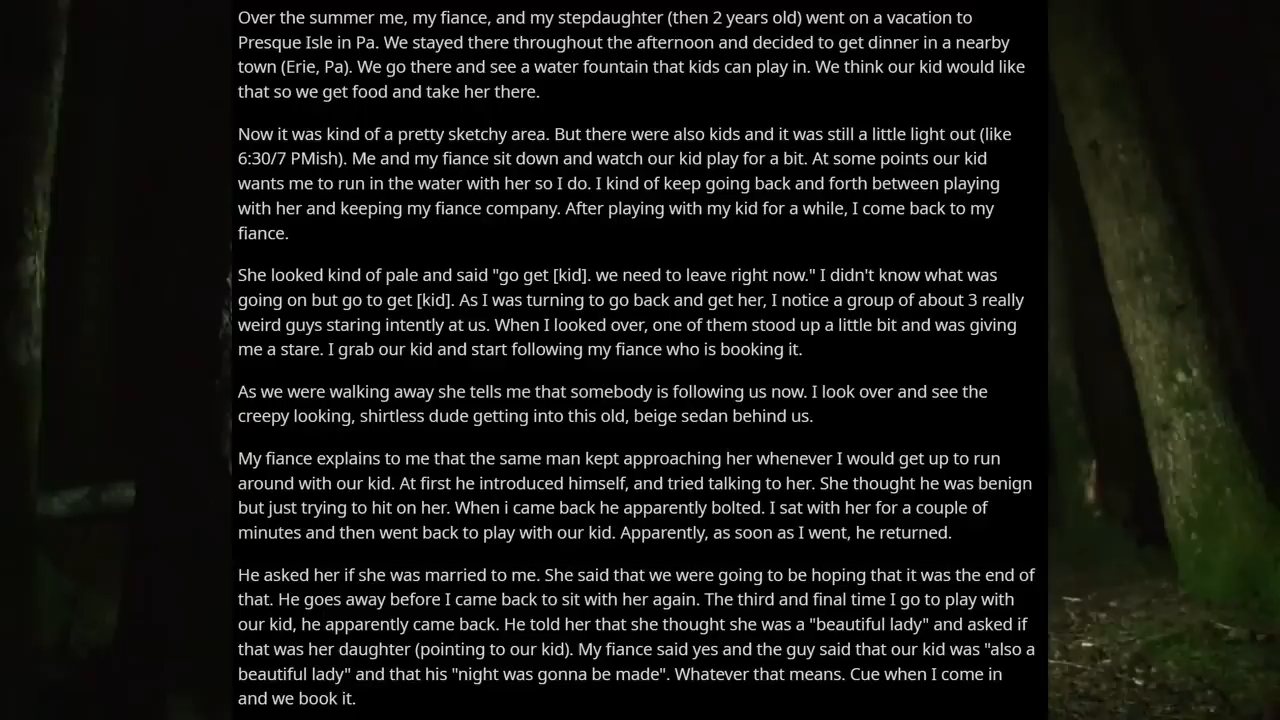 Over the summer me, my fiance, and my stepdaughter (then 2 years old) went on a vacation to
Presque Isle in Pa. We stayed there throughout the afternoon and decided to get dinner in a nearby
town (Erie, Pa). We go there and see a water fountain that kids can play in. We think our kid would like
that so we get food and take her there.
Now it was kind of a pretty sketchy area. But there were also kids and it was still a little light out (like
6:30/7 PMish). Me and my fiance sit down and watch our kid play for a bit. At some points our kid
wants me to run in the water with her so I do. I kind of keep going back and forth between playing
with her and keeping my fiance company. After playing with my kid for a while, I come back to my
fiance.
She looked kind of pale and said "go get [kid]. we need to leave right now." I didn't know what was
going on but go to get [kid]. As I was turning to go back and get her, I notice a group of about 3 really
weird guys staring intently at us. When I looked over, one of them stood up a little bit and was giving
me a stare. I grab our kid and start following my fiance who is booking it.
As we were walking away she tells me that somebody is following us now. I look over and see the
creepy looking, shirtless dude getting into this old, beige sedan behind us.
My fiance explains to me that the same man kept approaching her whenever I would get up to run
around with our kid. At first he introduced himself, and tried talking to her. She thought he was benign
but just trying to hit on her. When i came back he apparently bolted. I sat with her for a couple of
minutes and then went back to play with our kid. Apparently, as soon as I went, he returned.
He asked her if she was married to me. She said that we were going to be hoping that it was the end of
that. He goes away before I came back to sit with her again. The third and final time I go to play with
our kid, he apparently came back. He told her that she thought she was a "beautiful lady" and asked if
that was her daughter (pointing to our kid). My fiance said yes and the guy said that our kid was "also a
beautiful lady" and that his "night was gonna be made". Whatever that means. Cue when I come in
and we book it.